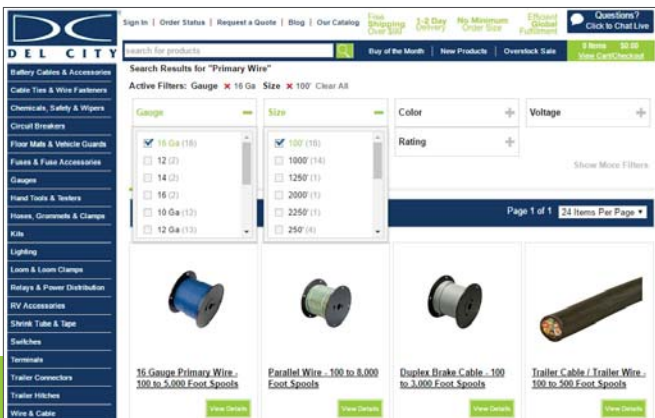 DEL CITY
Sign In | Order Status | Request a Quote | Blog | Our Catalog
Free Shipping Over $99
1-2 Day Delivery
No Minimum Order Size
Efficient Global Fulfillment
Questions?
Click to Chat Live
search for products
Buy of the Month | New Products | Overstock Sale
0 Items $0.00
View Cart/Checkout
Battery Cables & Accessories
Cable Ties & Wire Fasteners
Chemicals, Safety & Wipers
Circuit Breakers
Floor Mats & Vehicle Guards
Fuses & Fuse Accessories
Gauges
Hand Tools & Testers
Hoses, Grommets & Clamps
Kits
Lighting
Loom & Loom Clamps
Relays & Power Distribution
RV Accessories
Shrink Tube & Tape
Switches
Terminals
Trailer Connectors
Trailer Hitches
Wire & Cable
Search Results for "Primary Wire"
Active Filters: Gauge × 16 Ga Size × 100' Clear All
Gauge
16 Ga (18)
12 (2)
14 (2)
16 (2)
10 Ga (12)
12 Ga (13)
Size
100' (18)
1000' (14)
1250' (1)
2000' (1)
2250' (1)
250' (4)
Color
Voltage
Rating
Show More Filters
Page 1 of 1 24 Items Per Page
16 Gauge Primary Wire -
100 to 5,000 Foot Spools
View Details
Parallel Wire - 100 to 8,000
Foot Spools
View Details
Duplex Brake Cable - 100
to 3,000 Foot Spools
View Details
Trailer Cable / Trailer Wire -
100 to 500 Foot Spools
View Details